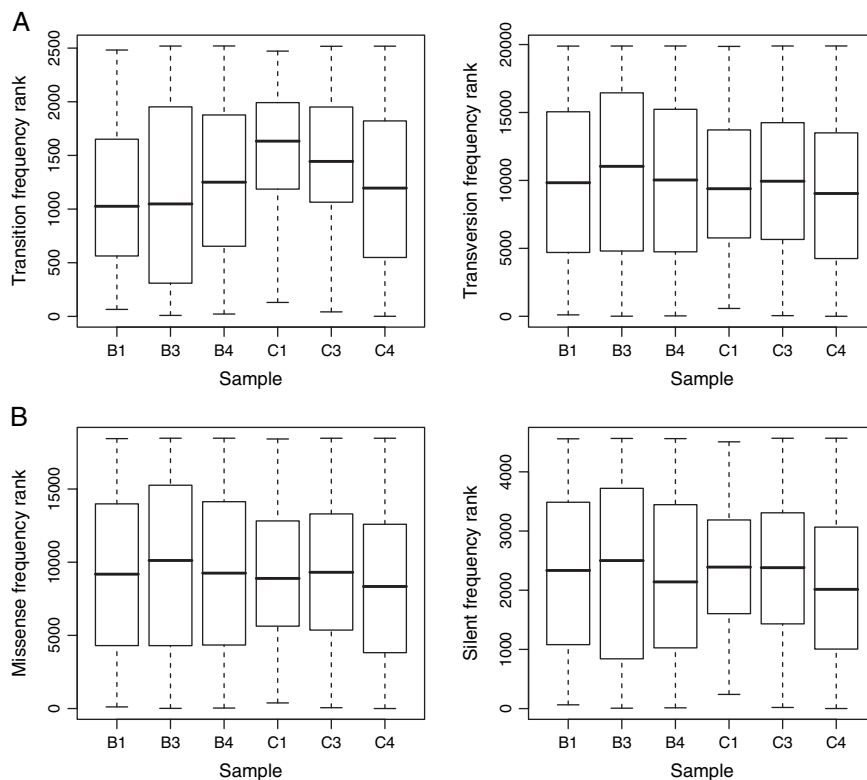 A
Transition frequency rank
2500
2000
1500
1000
500
0
B1 B3 B4 C1 C3 C4
Sample
Transversion frequency rank
20000
15000
10000
5000
0
B1 B3 B4 C1 C3 C4
Sample
B
Missense frequency rank
15000
10000
5000
0
B1 B3 B4 C1 C3 C4
Sample
Silent frequency rank
4000
3000
2000
1000
0
B1 B3 B4 C1 C3 C4
Sample